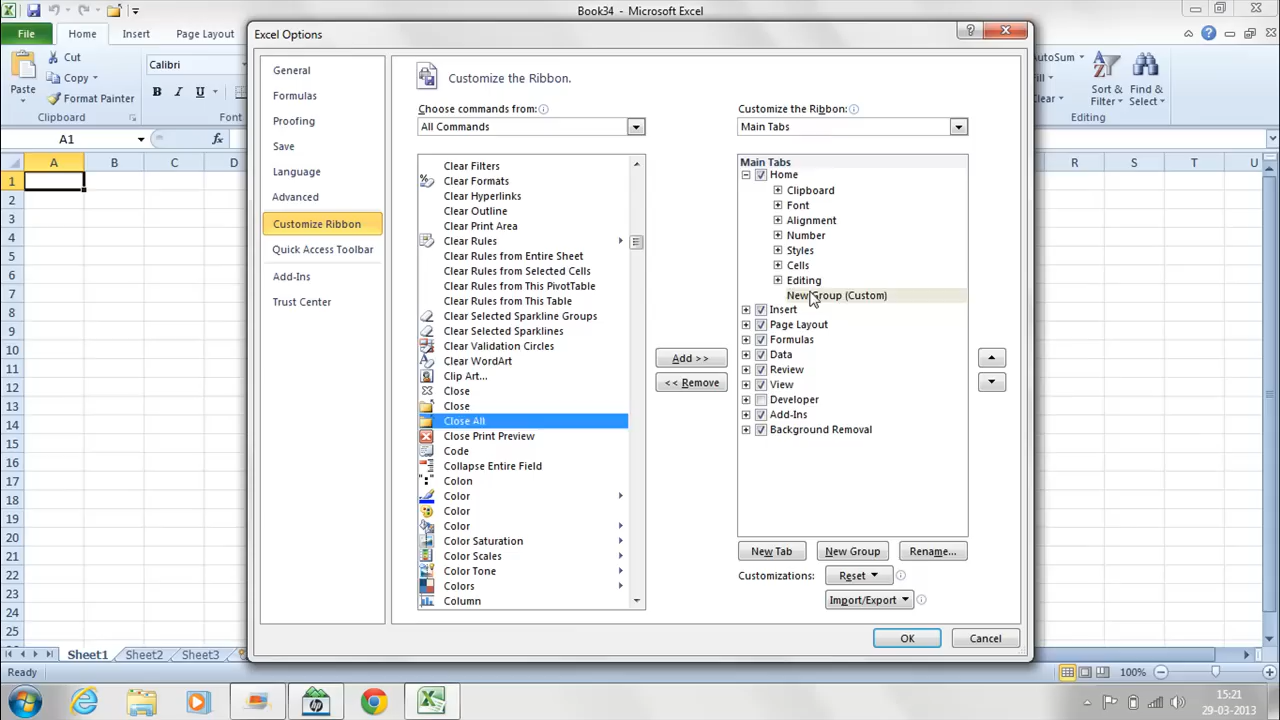 Book34 - Microsoft Excel
File
Home
Insert
Page Layout
Excel Options
Cut
Copy
Format Painter
Paste
Clipboard
Calibri
B I U
Font
AutoSum
Fill
Clear
Sort & Filter
Find & Select
Editing
A1
fx
A B C D
R S T U
1
2
3
4
5
6
7
8
9
10
11
12
13
14
15
16
17
18
19
20
21
22
23
24
25
General
Formulas
Proofing
Save
Language
Advanced
Customize Ribbon
Quick Access Toolbar
Add-Ins
Trust Center
Customize the Ribbon.
Choose commands from:
All Commands
Clear Filters
Clear Formats
Clear Hyperlinks
Clear Outline
Clear Print Area
Clear Rules
Clear Rules from Entire Sheet
Clear Rules from Selected Cells
Clear Rules from This PivotTable
Clear Rules from This Table
Clear Selected Sparkline Groups
Clear Selected Sparklines
Clear Validation Circles
Clear WordArt
Clip Art...
Close
Close
Close All
Close Print Preview
Code
Collapse Entire Field
Colon
Color
Color
Color
Color Saturation
Color Scales
Color Tone
Colors
Column
Add >>
<< Remove
Customize the Ribbon:
Main Tabs
Main Tabs
Home
Clipboard
Font
Alignment
Number
Styles
Cells
Editing
New Group (Custom)
Insert
Page Layout
Formulas
Data
Review
View
Developer
Add-Ins
Background Removal
New Tab
New Group
Rename...
Customizations:
Reset
Import/Export
OK
Cancel
Sheet1
Sheet2
Sheet3
Ready
100%
15:21
29-03-2013